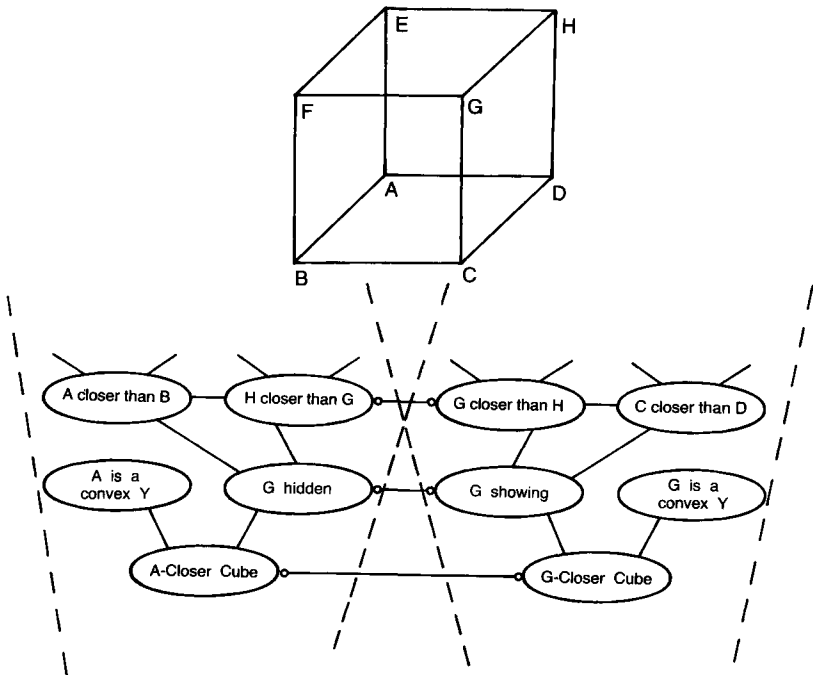 E
H
F
G
A
D
B
C
A closer than B
H closer than G
G closer than H
C closer than D
A is a
convex Y
G hidden
G showing
G is a
convex Y
A-Closer Cube
G-Closer Cube